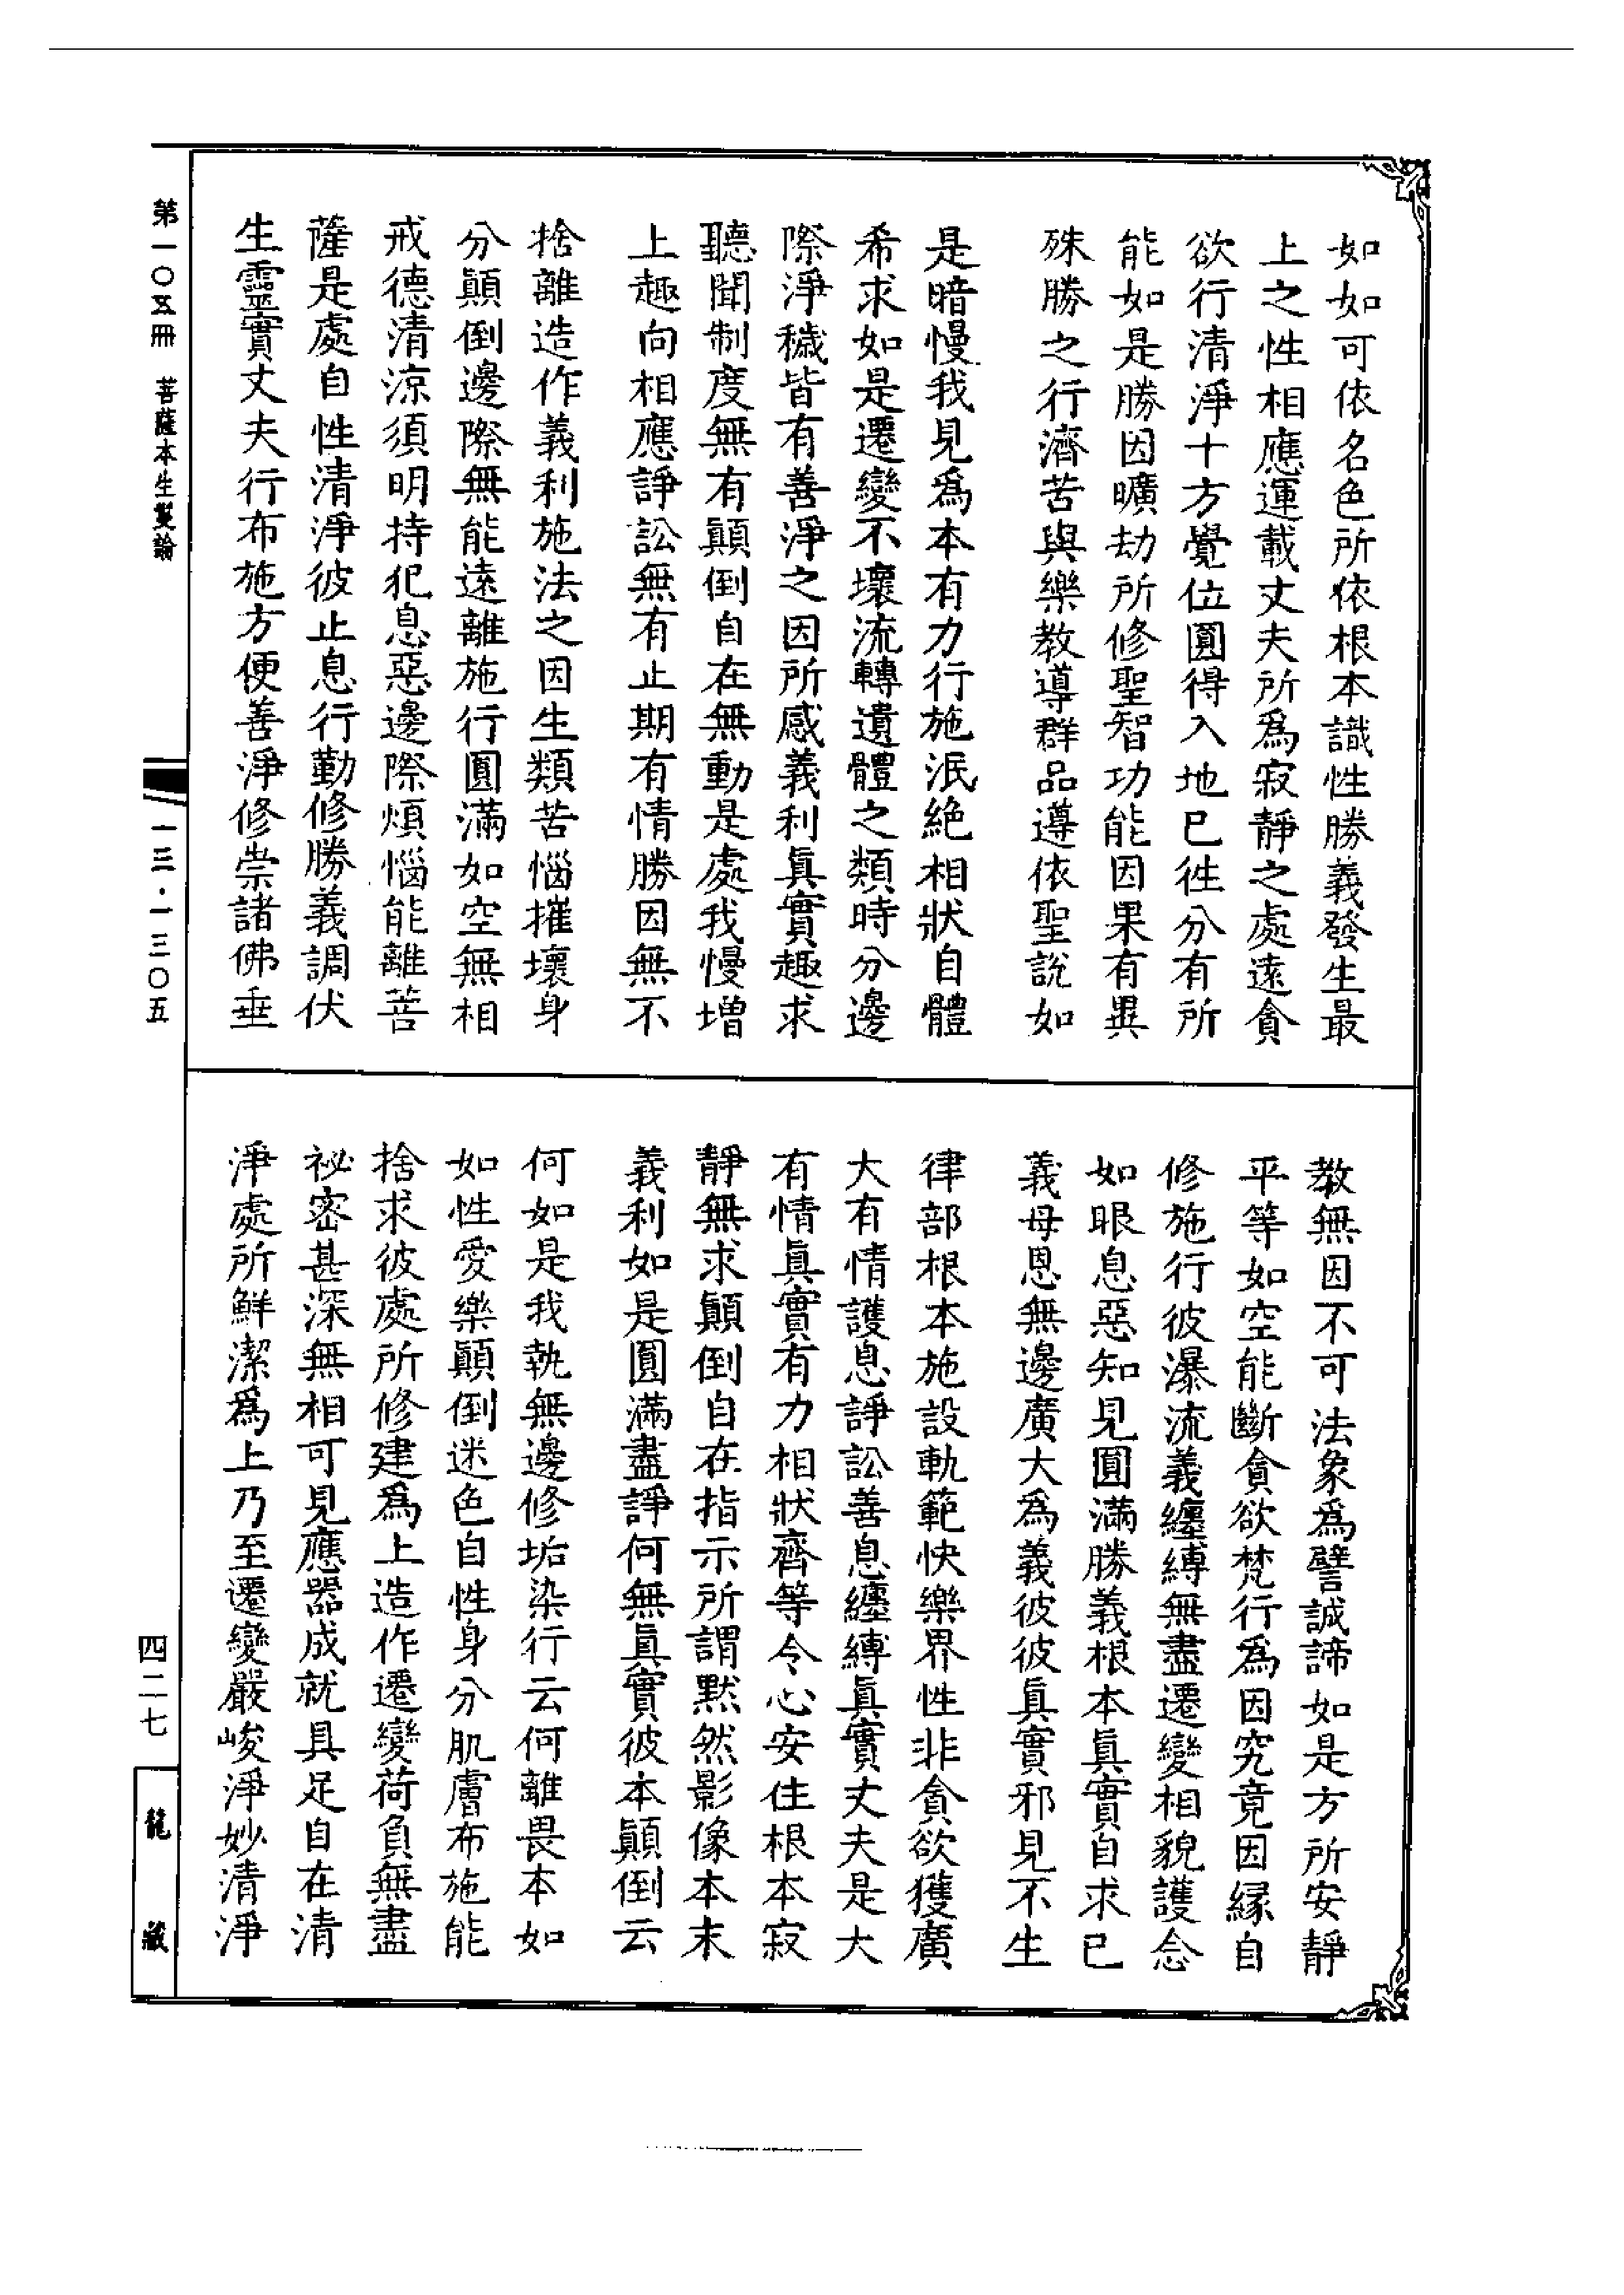 如如可依名色所依根本識性勝義發生最
上之性相應運載丈夫所爲寂靜之處遠貪
欲行清淨十方覺位圓得入地已往分有所
能如是勝因曠劫所修聖智功能因果有異
殊勝之行濟苦與樂教導群品遵依聖說如
是暗慢我見爲本有力行施泯絶相狀自體
希求如是遷變不壞流轉遺體之類時分邊
際淨穢皆有善淨之因所感義利眞實趣求
聽聞制度無有顚倒自在無動是處我慢增
上趣向相應諍訟無有止期有情勝因無不
捨離造作義利施法之因生類苦惱摧壞身
分顚倒邊際無能遠離施行圓滿如空無相
戒德清涼須明持犯息惡邊際煩惱能離菩
薩是處自性清淨彼止息行勤修勝義調伏
生靈實丈夫行布施方便善淨修崇諸佛垂
教無因不可法象爲譬誠諦如是方所安靜
平等如空能斷貪欲梵行爲因究竟因緣自
修施行彼瀑流義纏縛無盡遷變相貌護念
如眼息惡知見圓滿勝義根本眞實自求已
義母恩無邊廣大爲義彼彼眞實邪見不生
律部根本施設軌範快樂界性非貪欲獲廣
大有情護息諍訟善息纏縛眞實丈夫是大
有情眞實有力相狀齊等令心安住根本寂
靜無求顚倒自在指示所謂默然影像本末
義利如是圓滿盡諍何無眞實彼本顚倒云
何如是我執無邊修垢染行云何離畏本如
如性愛樂顚倒迷色自性身分肌膚布施能
捨求彼處所修建爲上造作遷變荷負無盡
祕密甚深無相可見應器成就具足自在清
淨處所鮮潔爲上乃至遷變嚴峻淨妙清淨
第一〇五冊　菩薩本生鬘論
一三·一三〇五
四二七
龍藏